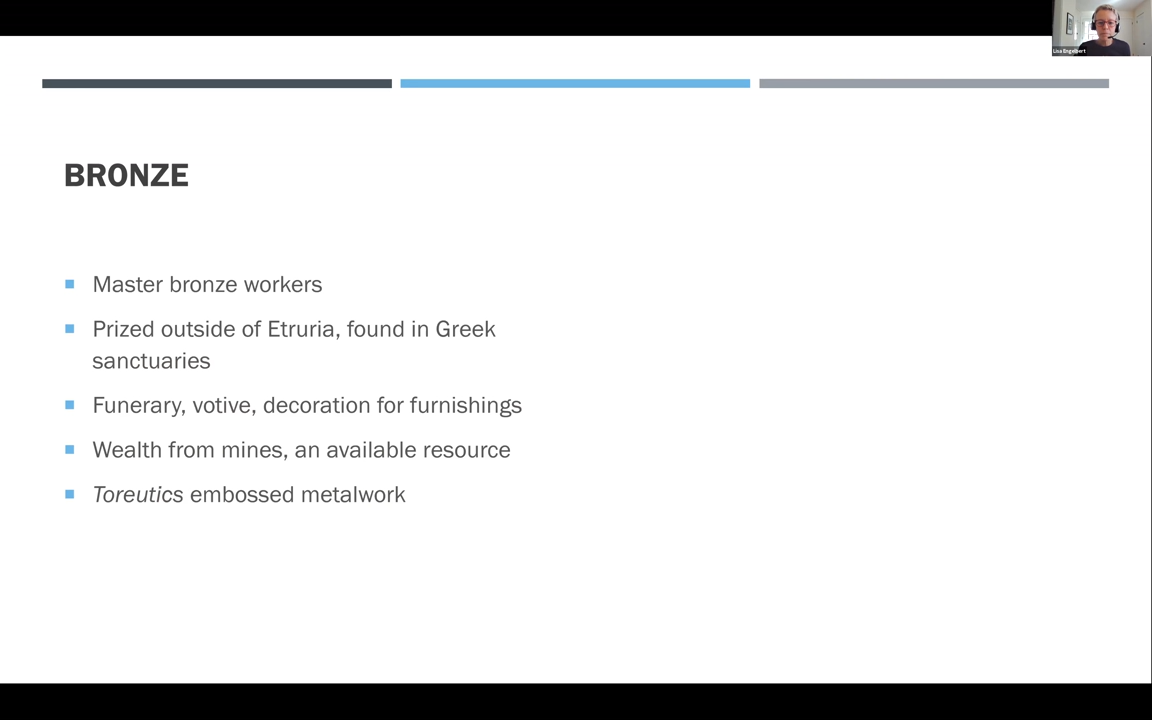 Lisa Engelbert
BRONZE
Master bronze workers
Prized outside of Etruria, found in Greek
sanctuaries
Funerary, votive, decoration for furnishings
Wealth from mines, an available resource
Toreutics embossed metalwork